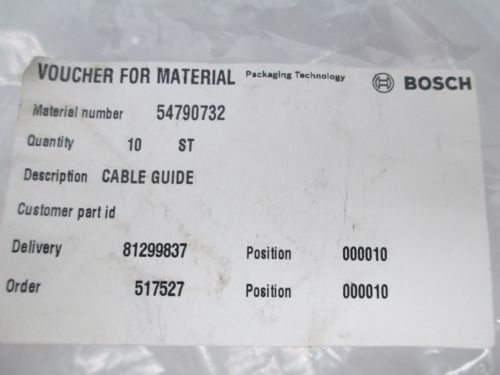 VOUCHER FOR MATERIAL Packaging Technology BOSCH
Material number 54790732
Quantity 10 ST
Description CABLE GUIDE
Customer part id
Delivery 81299837 Position 000010
Order 517527 Position 000010